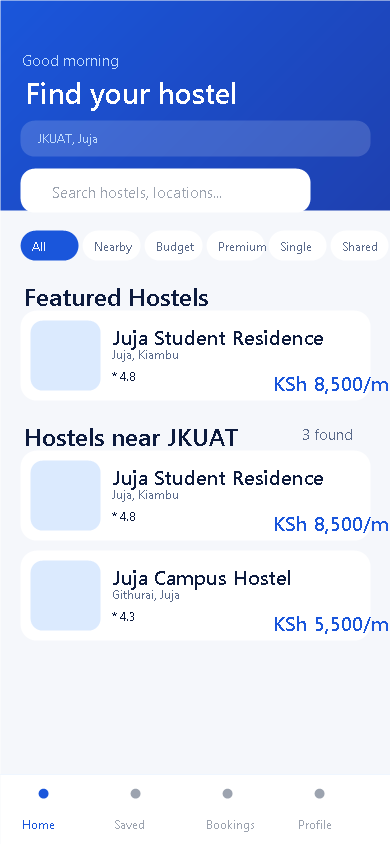 Good morning
Find your hostel
JKUAT, Juja
Search hostels, locations...
All Nearby Budget Premium Single Shared
Featured Hostels
Juja Student Residence
Juja, Kiambu
* 4.8
KSh 8,500/m
Hostels near JKUAT 3 found
Juja Student Residence
Juja, Kiambu
* 4.8
KSh 8,500/m
Juja Campus Hostel
Githurai, Juja
* 4.3
KSh 5,500/m
Home Saved Bookings Profile